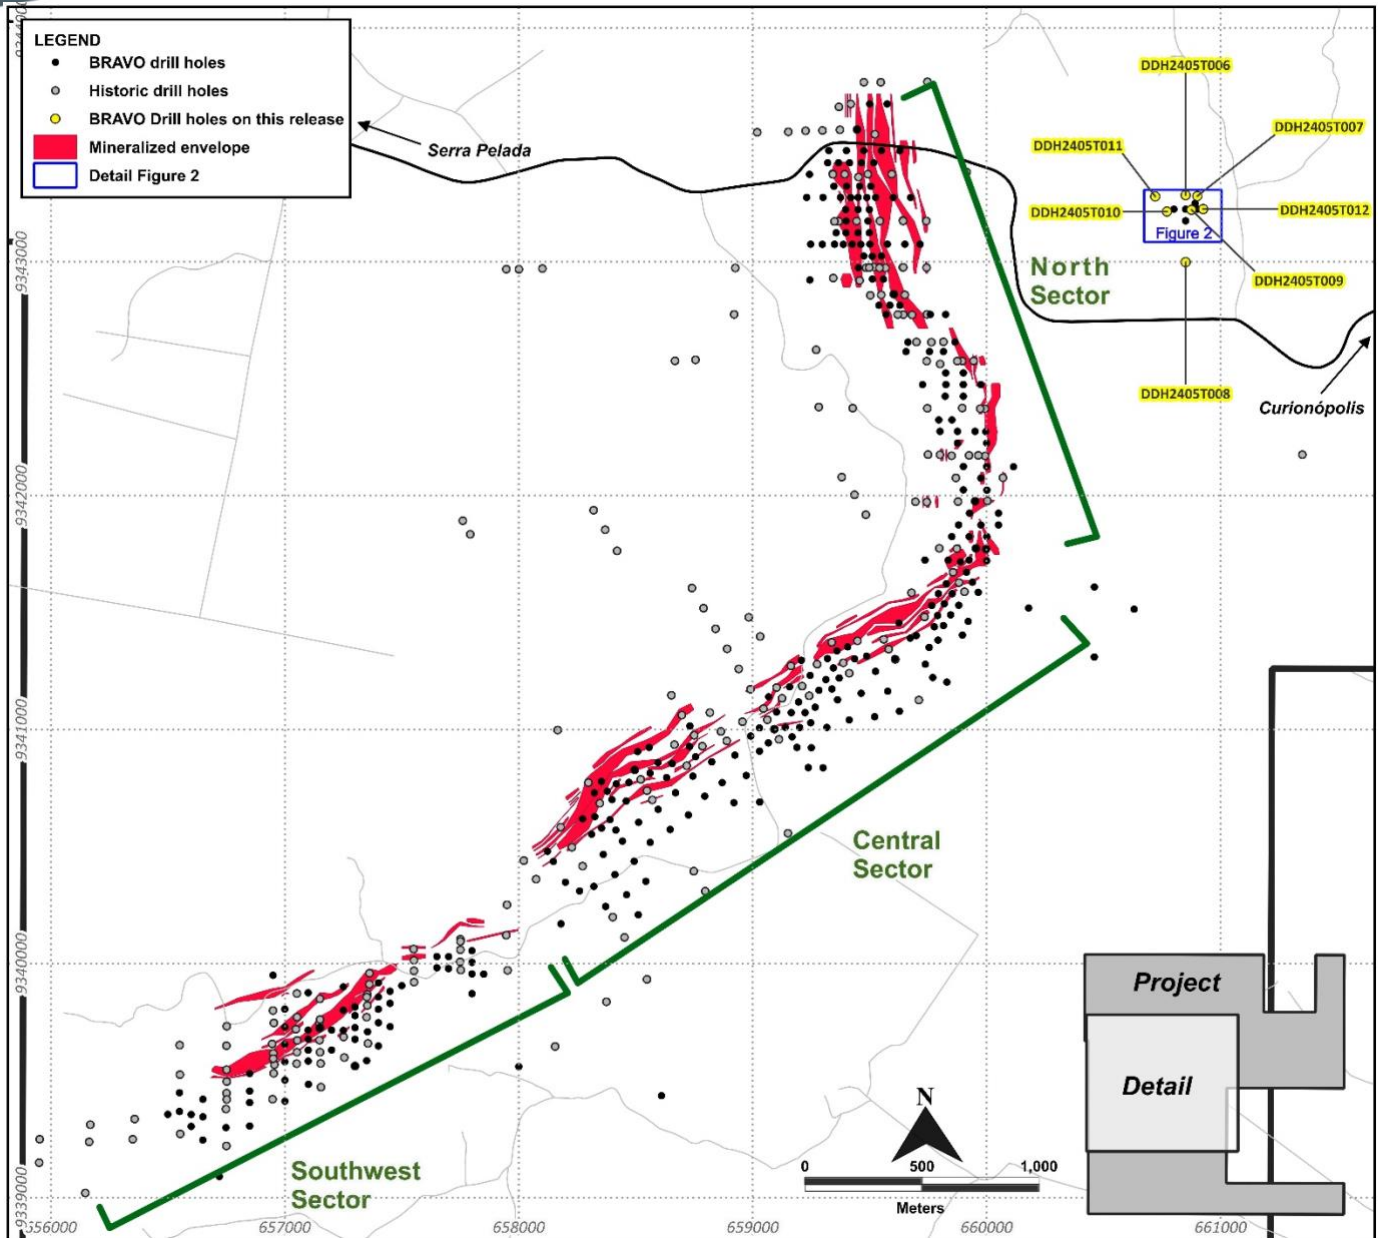 LEGEND
BRAVO drill holes
Historic drill holes
BRAVO Drill holes on this release
Mineralized envelope
Detail Figure 2
Serra Pelada
DDH2405T006
DDH2405T007
DDH2405T011
DDH2405T010
DDH2405T012
Figure 2
DDH2405T009
DDH2405T008
Curionópolis
North
Sector
Central
Sector
Southwest
Sector
Project
Detail
N
0 500 1,000
Meters
9343000
9342000
9341000
9340000
9339000
656000 657000 658000 659000 660000 661000